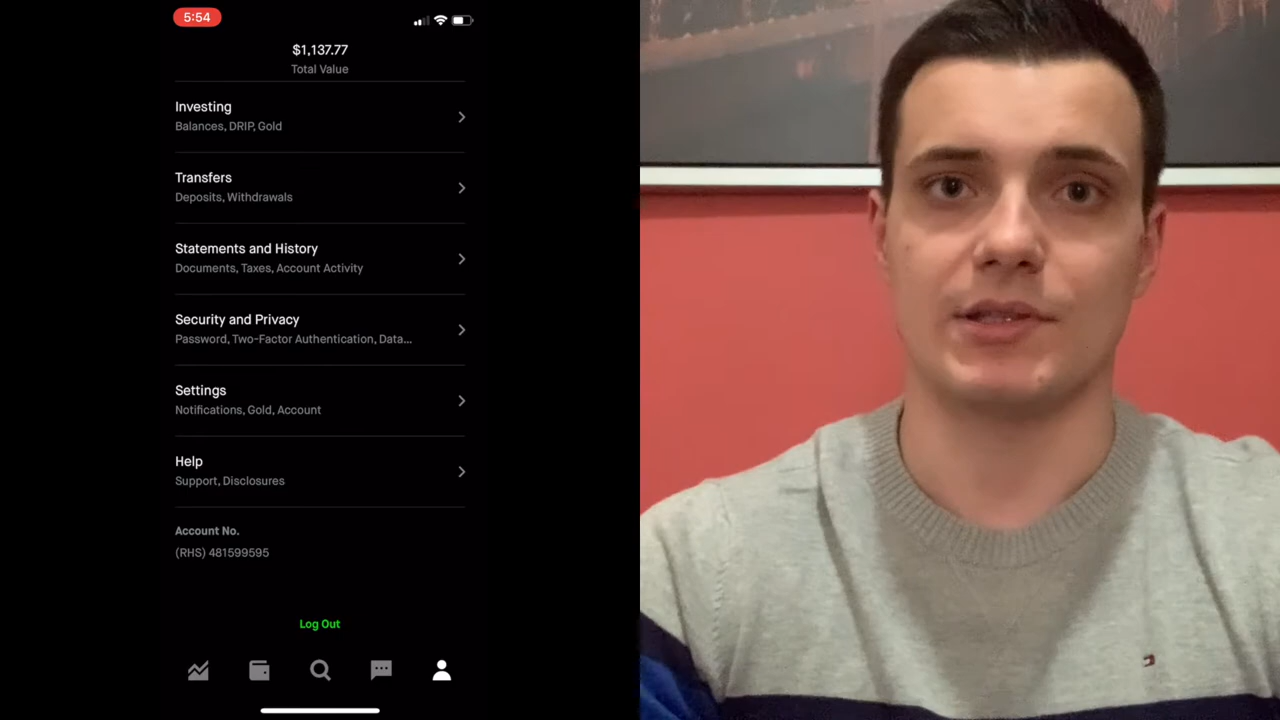 5:54
$1,137.77
Total Value
Investing
Balances, DRIP, Gold
Transfers
Deposits, Withdrawals
Statements and History
Documents, Taxes, Account Activity
Security and Privacy
Password, Two-Factor Authentication, Data...
Settings
Notifications, Gold, Account
Help
Support, Disclosures
Account No.
(RHS) 481599595
Log Out